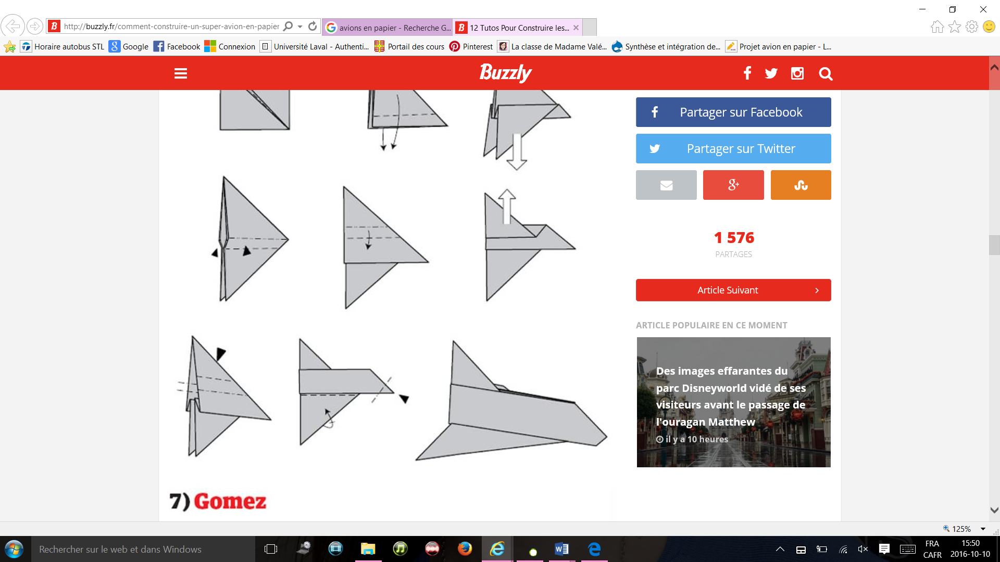 http://buzzly.fr/comment-construire-un-super-avion-en-papier
avions en papier - Recherche G...
12 Tutos Pour Construire les...
Horaire autobus STL
Google
Facebook
Connexion
Université Laval - Authenti...
Portail des cours
Pinterest
La classe de Madame Valé...
Synthèse et intégration de...
Projet avion en papier - L...
Buzzly
Partager sur Facebook
Partager sur Twitter
1 576
PARTAGES
Article Suivant
ARTICLE POPULAIRE EN CE MOMENT
Des images effarantes du
parc Disneyworld vidé de ses
visiteurs avant le passage de
l'ouragan Matthew
il y a 10 heures
7) Gomez
125%
Rechercher sur le web et dans Windows
FRA
CAFR
15:50
2016-10-10